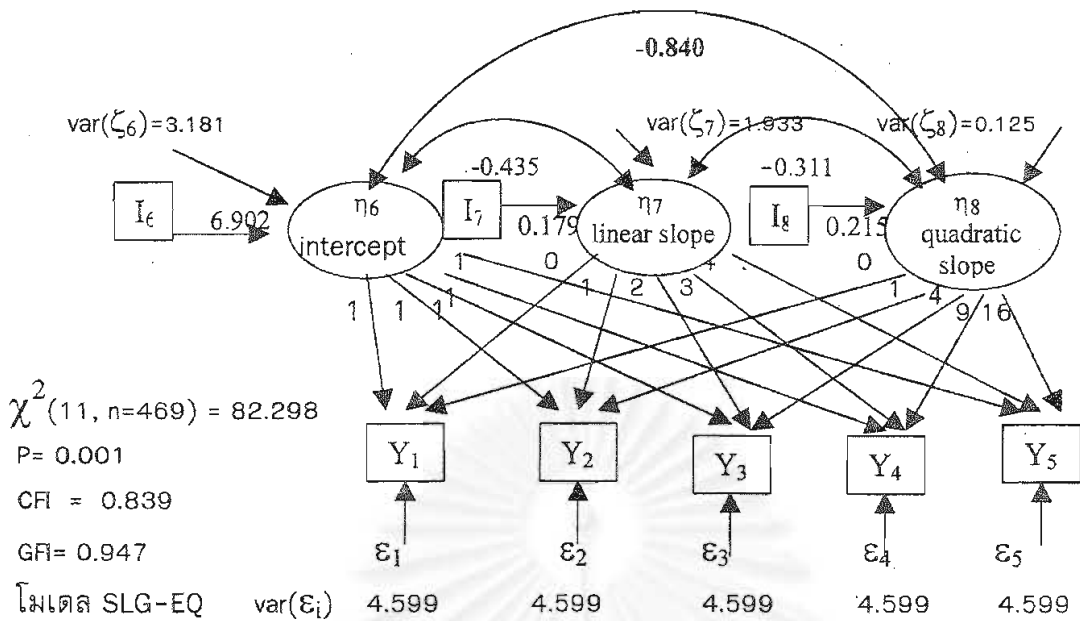 -0.840
var(ζ6)=3.181
var(ζ7)=1.933
var(ζ8)=0.125
-0.435
-0.311
I6
6.902
η6
intercept
I7
0.179
η7
linear slope
I8
0.215
η8
quadratic
slope
1 0 4 0
1 1 1 1 1 2 3 1 4 9 16
χ2(11, n=469) = 82.298
P= 0.001
CFI = 0.839
GFI= 0.947
Y1 Y2 Y3 Y4 Y5
ε1 ε2 ε3 ε4 ε5
โมเดล SLG-EQ var(εi) 4.599 4.599 4.599 4.599 4.599